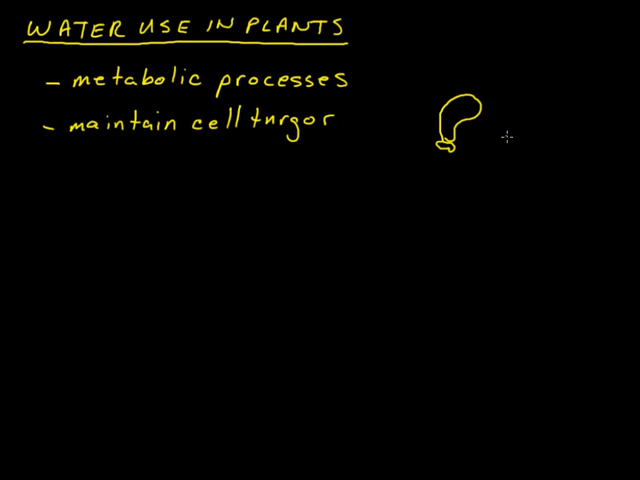 WATER USE IN PLANTS
- metabolic processes
- maintain cell turgor